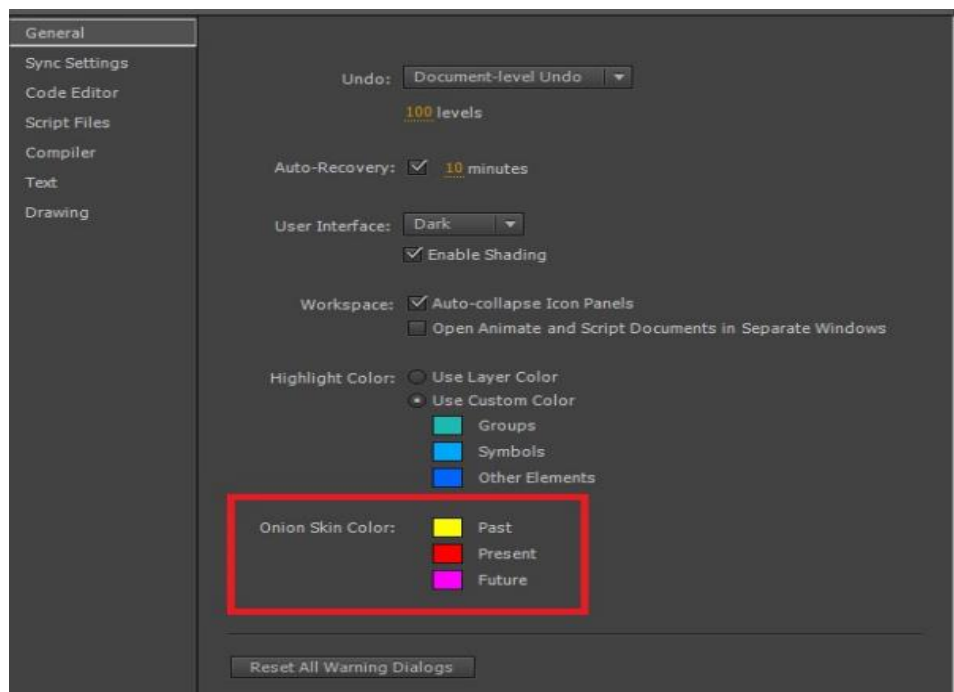 General
Sync Settings
Code Editor
Script Files
Compiler
Text
Drawing
Undo: Document-level Undo
100 levels
Auto-Recovery: 10 minutes
User Interface: Dark
Enable Shading
Workspace: Auto-collapse Icon Panels
Open Animate and Script Documents in Separate Windows
Highlight Color: Use Layer Color
Use Custom Color
Groups
Symbols
Other Elements
Onion Skin Color: Past
Present
Future
Reset All Warning Dialogs